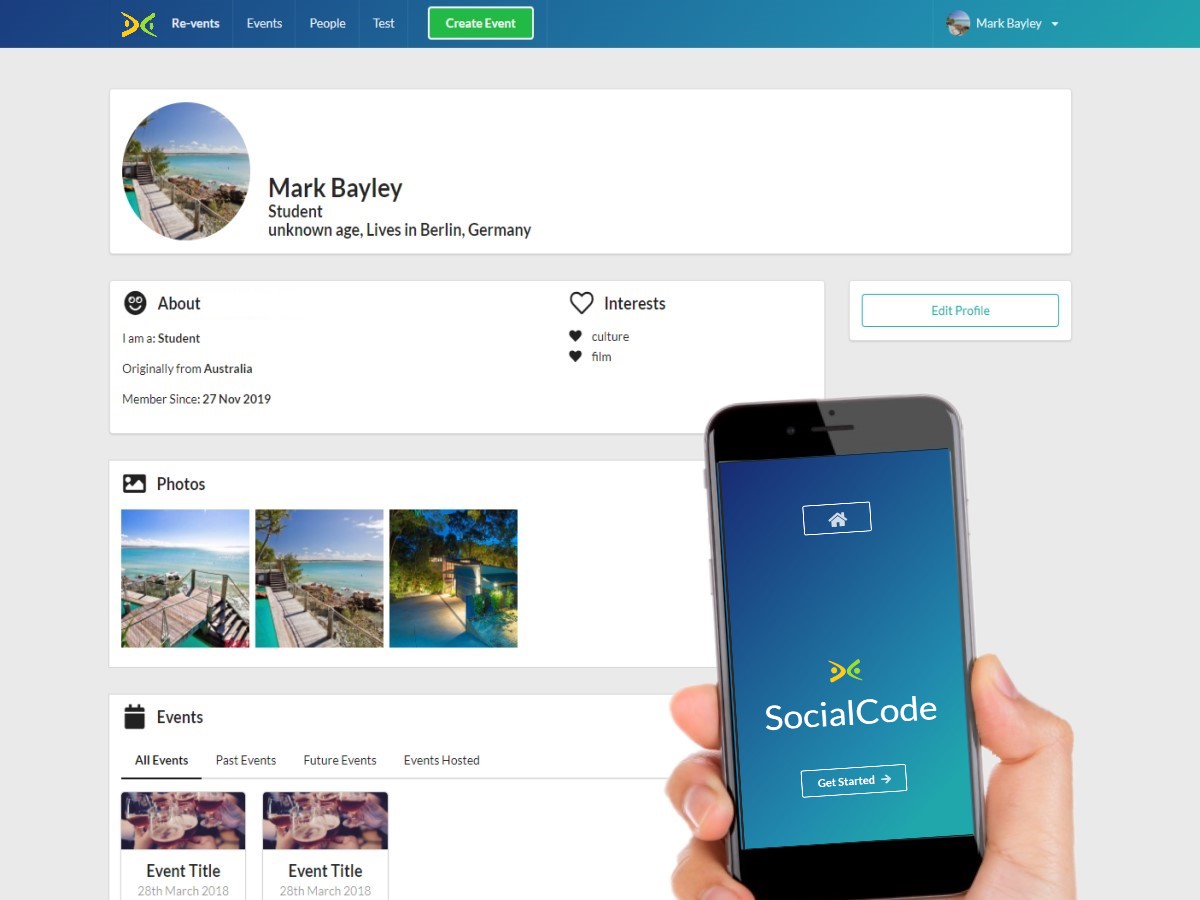 Re-vents Events People Test Create Event Mark Bayley
Mark Bayley
Student
unknown age, Lives in Berlin, Germany
About
I am a: Student
Originally from Australia
Member Since: 27 Nov 2019
Interests
culture
film
Edit Profile
Photos
Events
All Events Past Events Future Events Events Hosted
Event Title
28th March 2018
Event Title
28th March 2018
SocialCode
Get Started